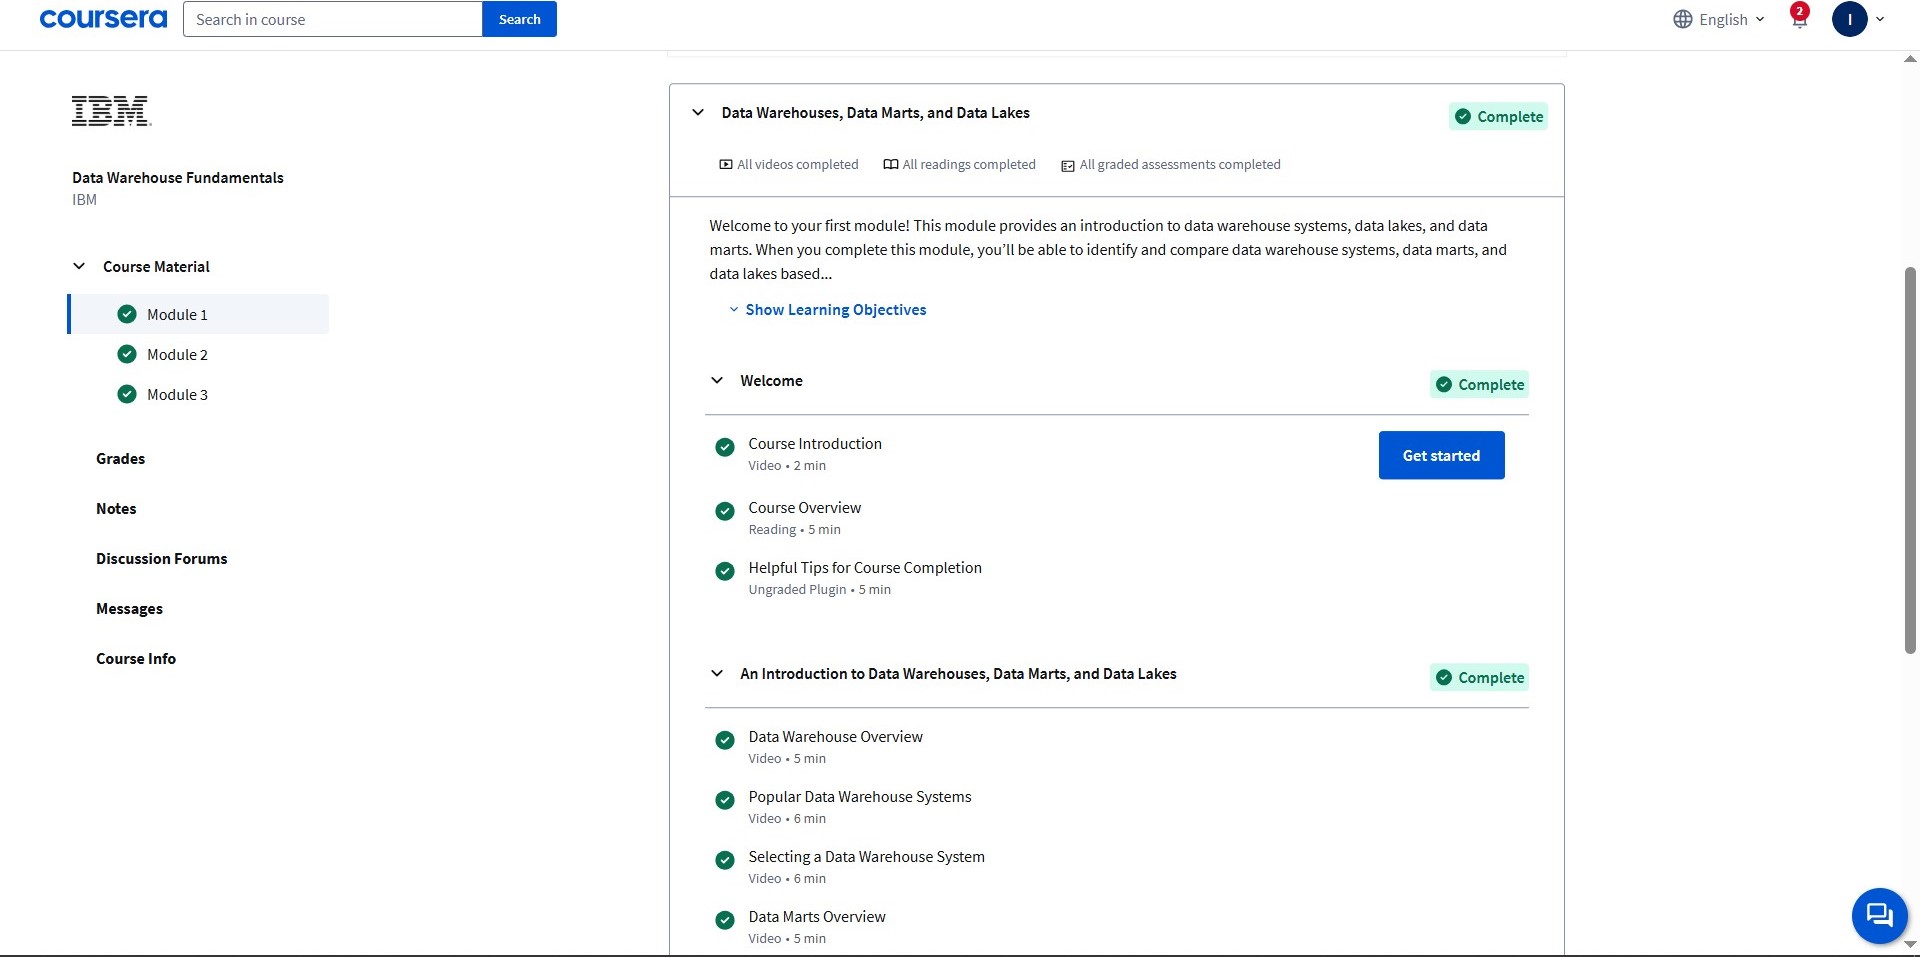 coursera
Search in course
Search
English
2
I
IBM
Data Warehouse Fundamentals
IBM
Course Material
Module 1
Module 2
Module 3
Grades
Notes
Discussion Forums
Messages
Course Info
Data Warehouses, Data Marts, and Data Lakes
Complete
All videos completed
All readings completed
All graded assessments completed
Welcome to your first module! This module provides an introduction to data warehouse systems, data lakes, and data
marts. When you complete this module, you’ll be able to identify and compare data warehouse systems, data marts, and
data lakes based...
Show Learning Objectives
Welcome
Complete
Course Introduction
Video • 2 min
Get started
Course Overview
Reading • 5 min
Helpful Tips for Course Completion
Ungraded Plugin • 5 min
An Introduction to Data Warehouses, Data Marts, and Data Lakes
Complete
Data Warehouse Overview
Video • 5 min
Popular Data Warehouse Systems
Video • 6 min
Selecting a Data Warehouse System
Video • 6 min
Data Marts Overview
Video • 5 min